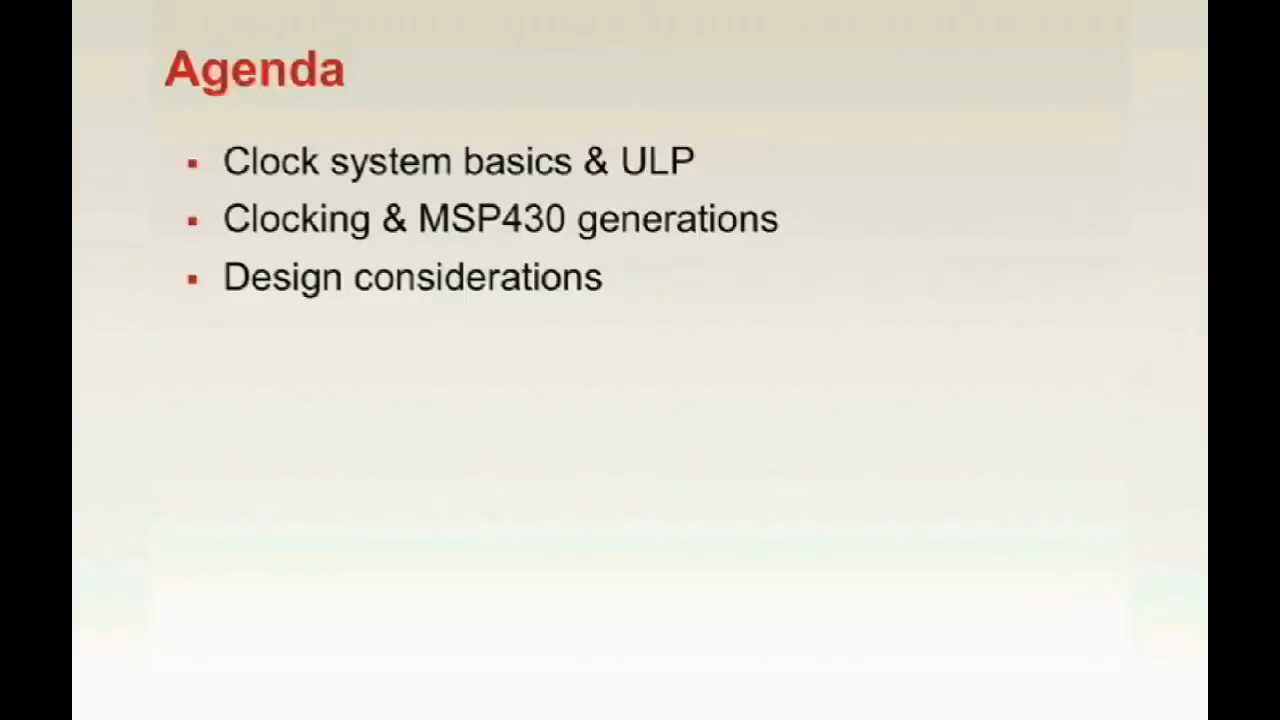 Agenda
Clock system basics & ULP
Clocking & MSP430 generations
Design considerations